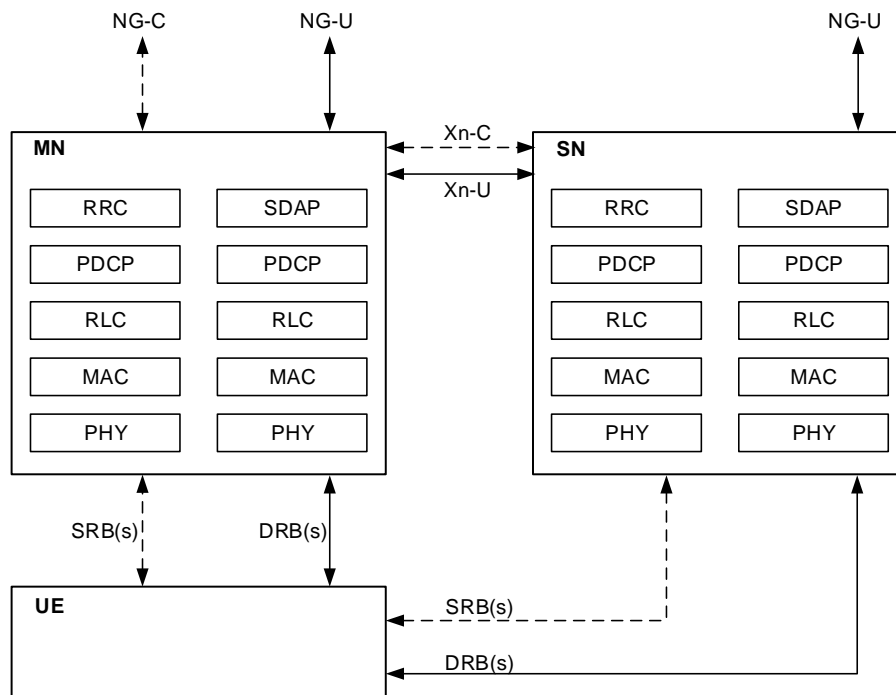 NG-C NG-U NG-U
MN Xn-C SN
Xn-U
RRC SDAP RRC SDAP
PDCP PDCP PDCP PDCP
RLC RLC RLC RLC
MAC MAC MAC MAC
PHY PHY PHY PHY
SRB(s) DRB(s)
UE SRB(s)
DRB(s)